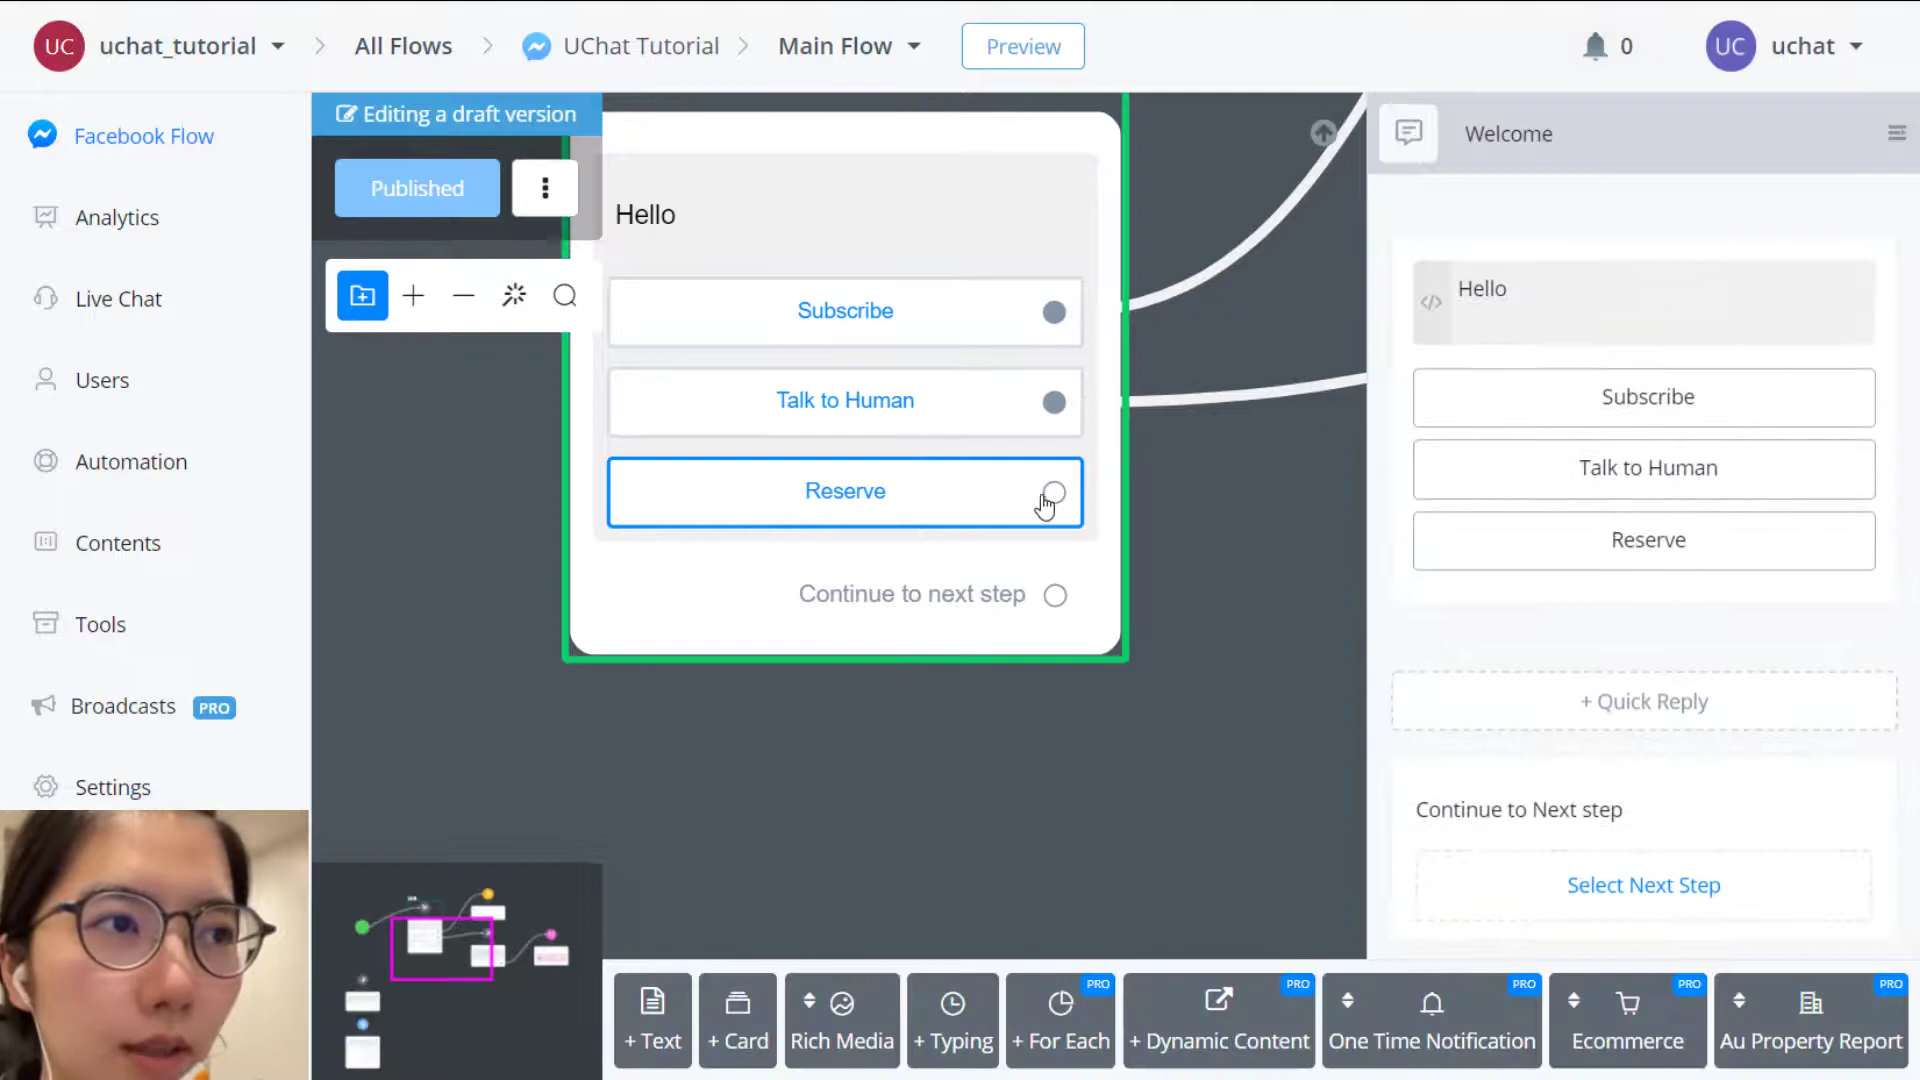 UC uchat_tutorial All Flows UChat Tutorial Main Flow Preview 0 UC uchat
Facebook Flow
Analytics
Live Chat
Users
Automation
Contents
Tools
Broadcasts PRO
Settings
Editing a draft version
Published
Hello
Subscribe
Talk to Human
Reserve
Continue to next step
Welcome
Hello
Subscribe
Talk to Human
Reserve
+ Quick Reply
Continue to Next step
Select Next Step
+ Text
+ Card
Rich Media
+ Typing
PRO
+ For Each
PRO
+ Dynamic Content
PRO
One Time Notification
PRO
Ecommerce
PRO
Au Property Report